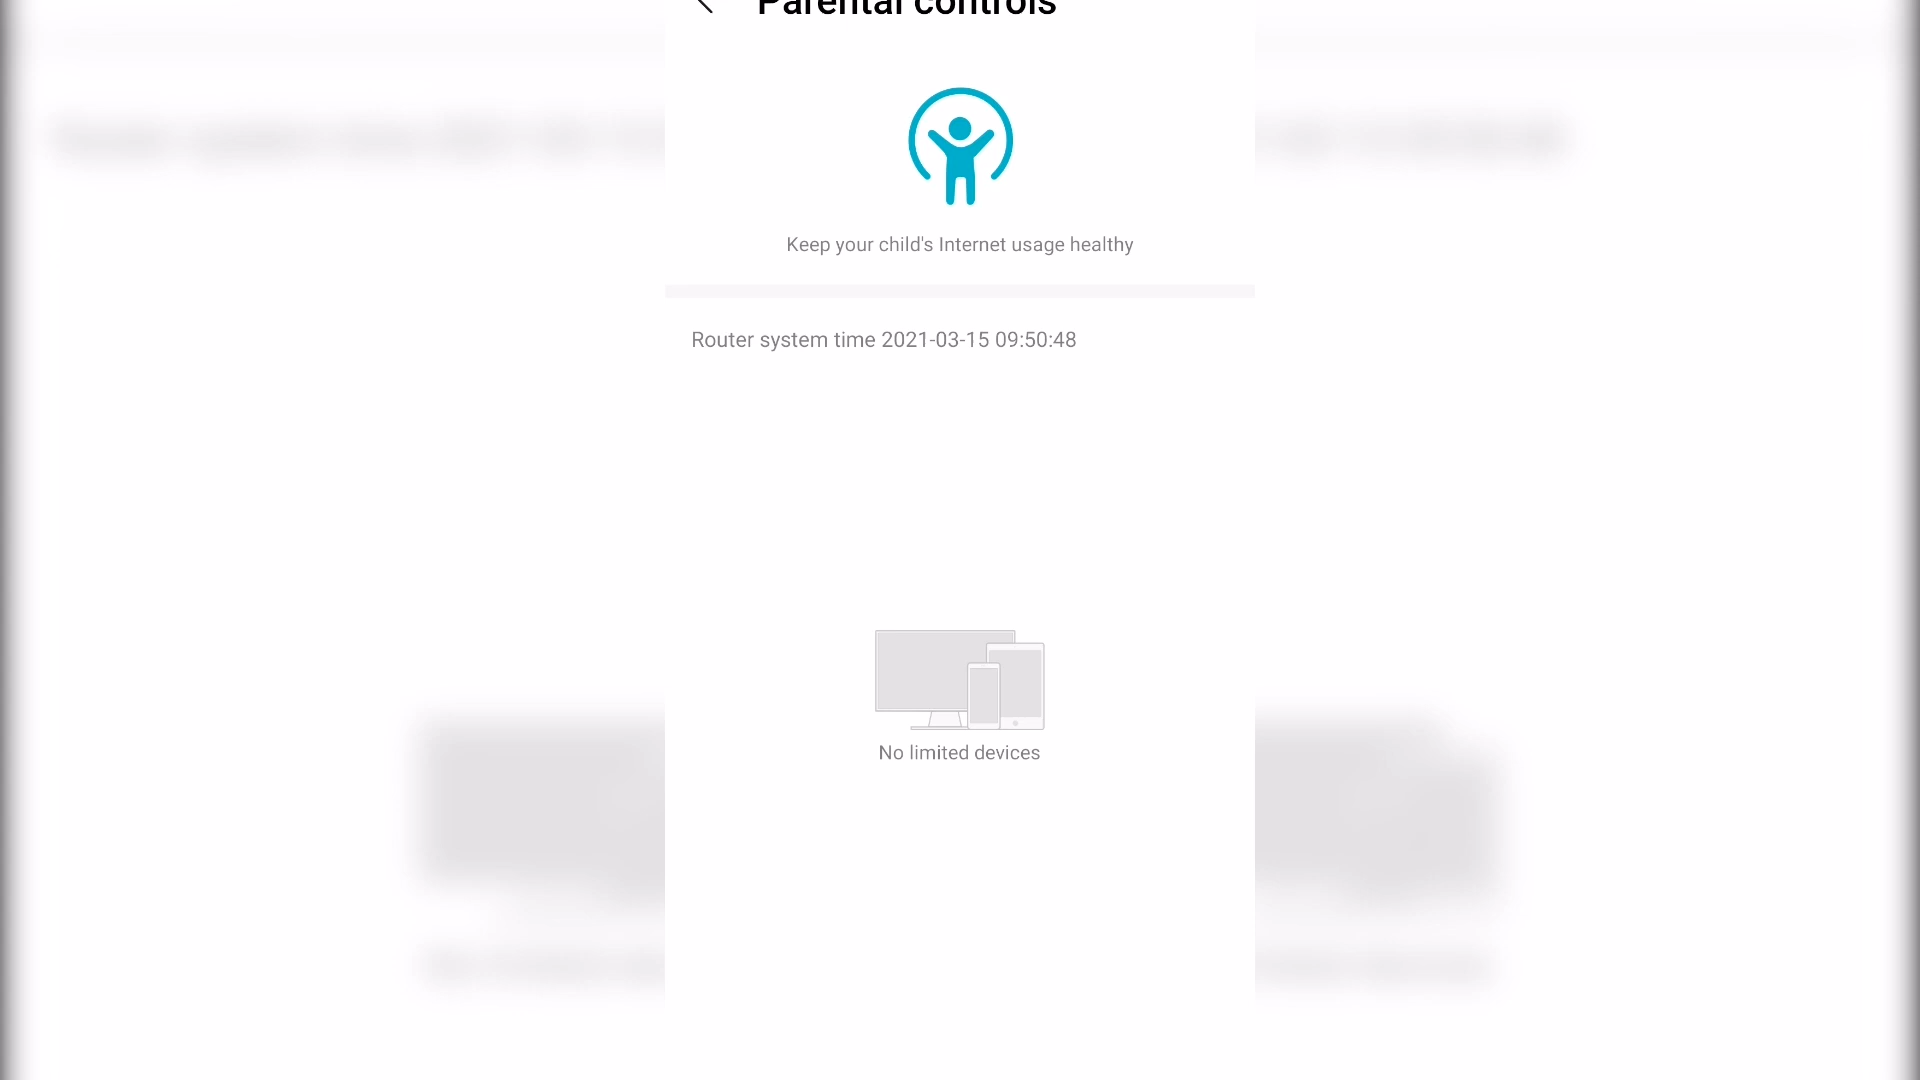 Parental controls
Keep your child's Internet usage healthy
Router system time 2021-03-15 09:50:48
No limited devices